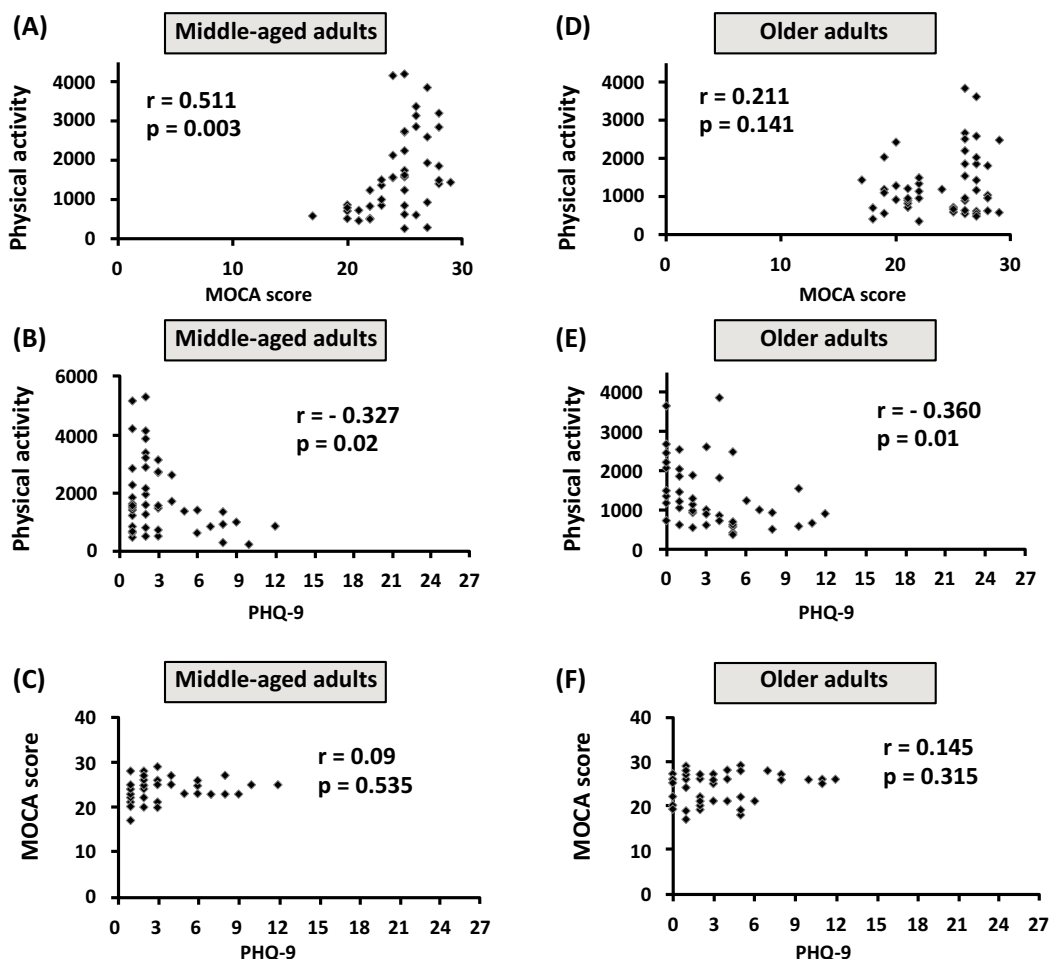 (A)
Middle-aged adults
Physical activity
4000
3000
2000
1000
0
r = 0.511
p = 0.003
0 10 20 30
MOCA score
(D)
Older adults
Physical activity
4000
3000
2000
1000
0
r = 0.211
p = 0.141
0 10 20 30
MOCA score
(B)
Middle-aged adults
Physical activity
6000
4000
2000
0
r = - 0.327
p = 0.02
0 3 6 9 12 15 18 21 24 27
PHQ-9
(E)
Older adults
Physical activity
4000
3000
2000
1000
0
r = - 0.360
p = 0.01
0 3 6 9 12 15 18 21 24 27
PHQ-9
(C)
Middle-aged adults
MOCA score
40
30
20
10
0
r = 0.09
p = 0.535
0 3 6 9 12 15 18 21 24 27
PHQ-9
(F)
Older adults
MOCA score
40
30
20
10
0
r = 0.145
p = 0.315
0 3 6 9 12 15 18 21 24 27
PHQ-9